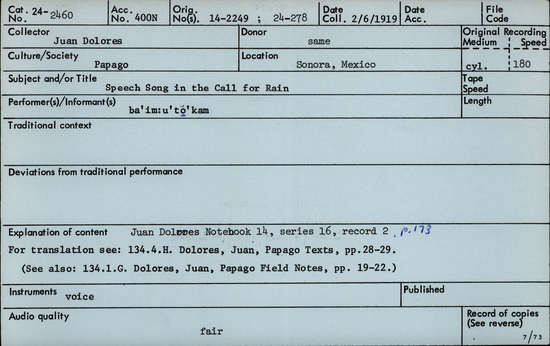 Cat. 24-2460 No. Acc. No. 400N Orig. No(s). 14-2249 ; 24-278 Date Coll. 2/6/1919 Date Acc. File Code
Collector Juan Dolores Donor same Original Recording Medium Speed
Culture/Society Papago Location Sonora, Mexico cyl. 180
Subject and/or Title Speech Song in the Call for Rain Tape Speed
Performer(s)/Informant(s) ba'im:u'tó'kam Length
Traditional context
Deviations from traditional performance
Explanation of content Juan Dolores Notebook 14, series 16, record 2, p.173
For translation see: 134.4.H. Dolores, Juan, Papago Texts, pp.28-29.
(See also: 134.1.G. Dolores, Juan, Papago Field Notes, pp. 19-22.)
Instruments voice Published
Audio quality fair Record of copies (See reverse)
7/73